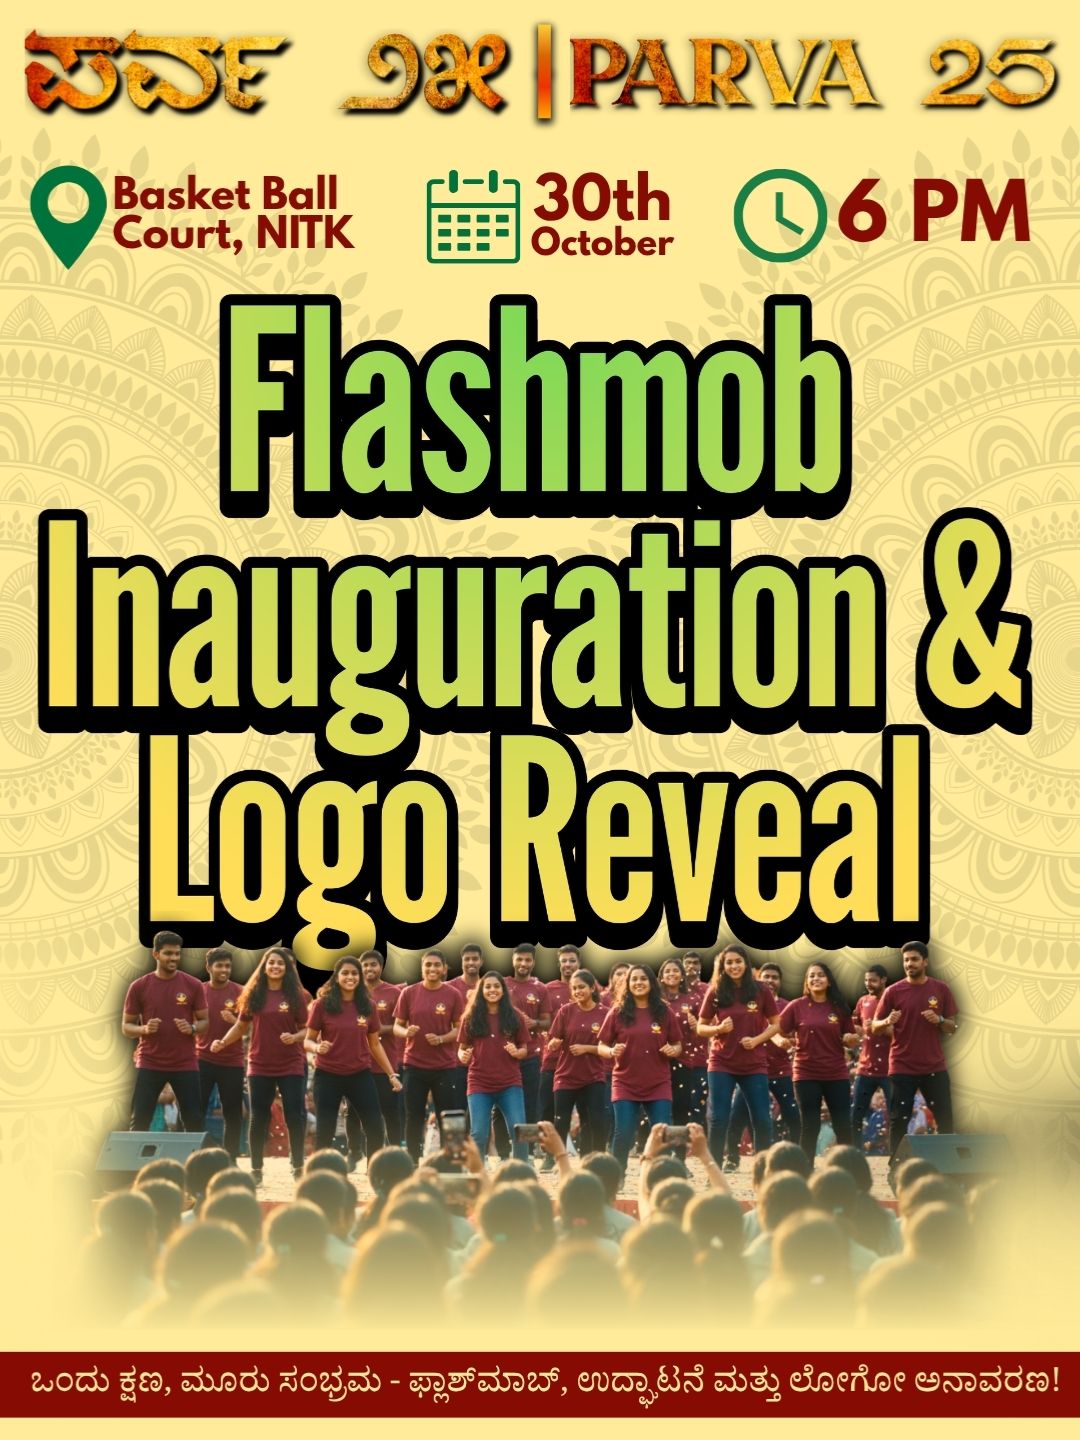 ಪರ್ವ ೨೫ | PARVA 25
Basket Ball
Court, NITK
30th
October
6 PM
Flashmob
Inauguration &
Logo Reveal
ಒಂದು ಕ್ಷಣ, ಮೂರು ಸಂಭ್ರಮ - ಫ್ಲಾಶ್‌ಮಾಬ್, ಉದ್ಘಾಟನೆ ಮತ್ತು ಲೋಗೋ ಅನಾವರಣ!